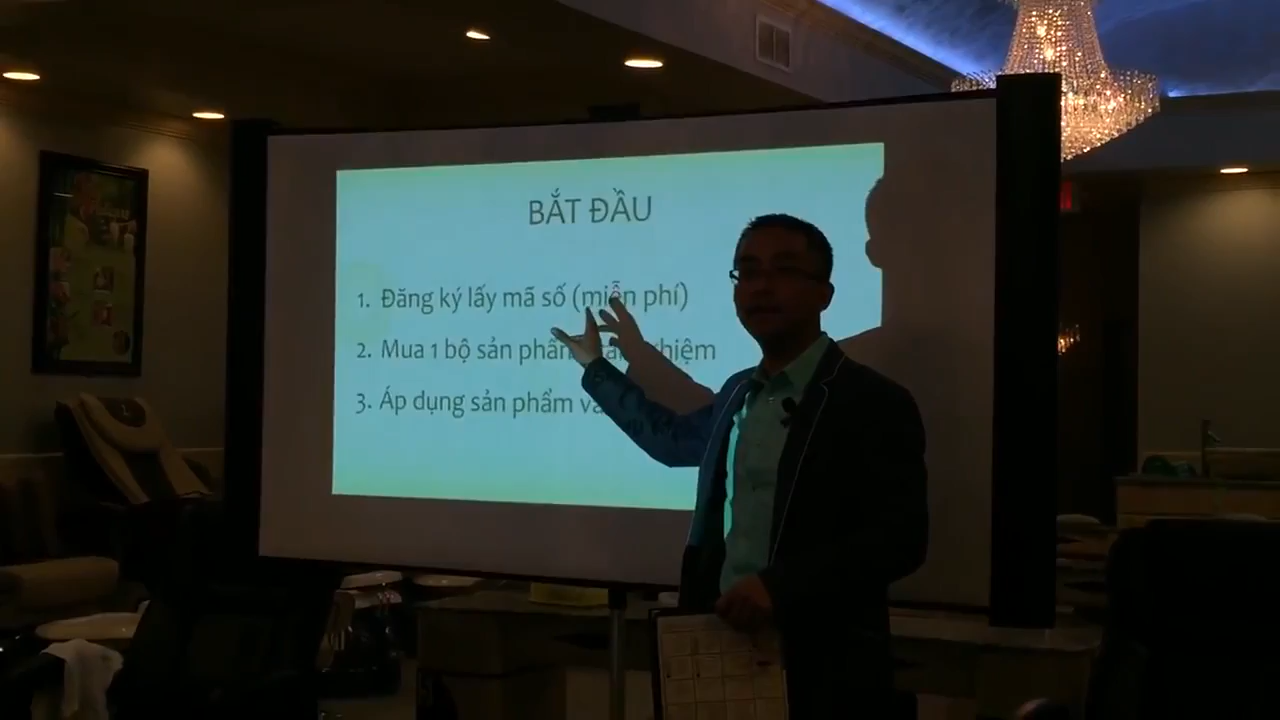 BẮT ĐẦU
1. Đăng ký lấy mã số (miễn phí)
2. Mua 1 bộ sản phẩm
3. Áp dụng sản phẩm